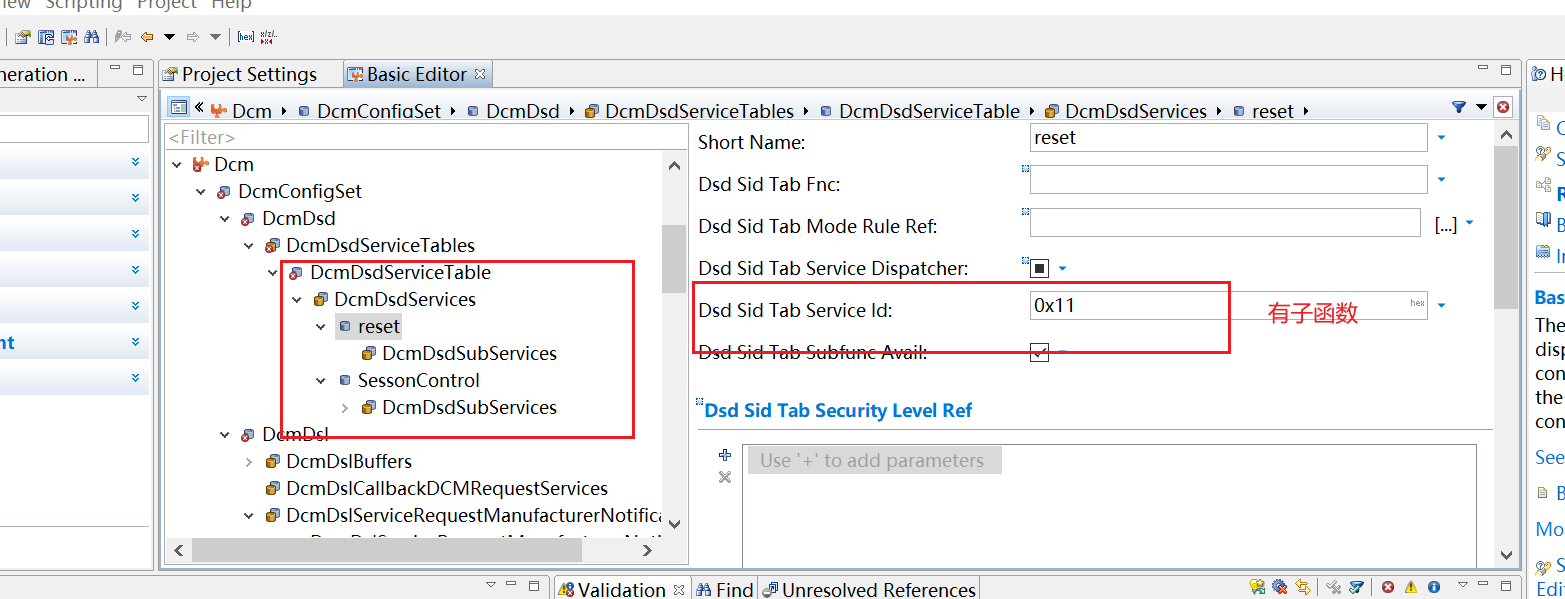 Scripting Project Help
Project Settings
Basic Editor
Dcm DcmConfigSet DcmDsd DcmDsdServiceTables DcmDsdServiceTable DcmDsdServices reset
<Filter>
Dcm
DcmConfigSet
DcmDsd
DcmDsdServiceTables
DcmDsdServiceTable
DcmDsdServices
reset
DcmDsdSubServices
SessonControl
DcmDsdSubServices
DcmDsl
DcmDslBuffers
DcmDslCallbackDCMRequestServices
DcmDslServiceRequestManufacturerNotifica
Short Name: reset
Dsd Sid Tab Fnc:
Dsd Sid Tab Mode Rule Ref: [...]
Dsd Sid Tab Service Dispatcher:
Dsd Sid Tab Service Id: 0x11 hex
有子函数
Dsd Sid Tab Subfunc Avail:
Dsd Sid Tab Security Level Ref
Use '+' to add parameters
Bas
The
disp
con
the
con
See
Mo
Edi
Validation
Find
Unresolved References